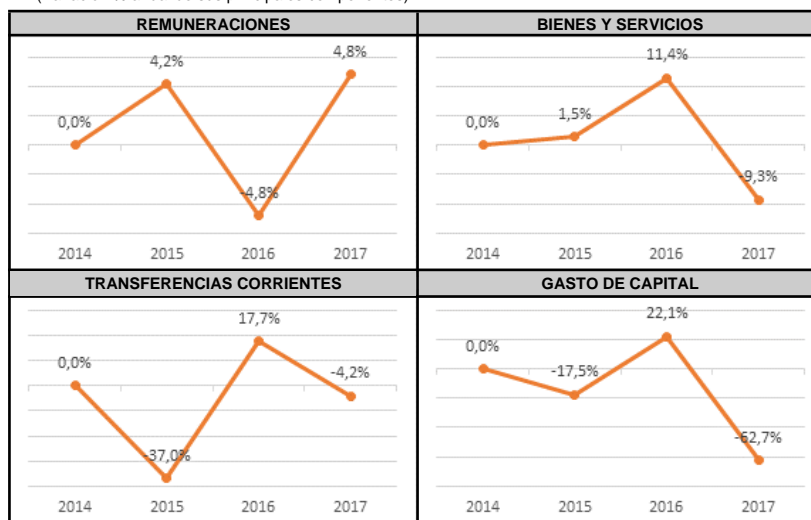 REMUNERACIONES
4,8%
4,2%
0,0%
-4,8%
2014 2015 2016 2017
BIENES Y SERVICIOS
11,4%
1,5%
0,0%
-9,3%
2014 2015 2016 2017
TRANSFERENCIAS CORRIENTES
17,7%
0,0%
-4,2%
-37,0%
2014 2015 2016 2017
GASTO DE CAPITAL
22,1%
0,0%
-17,5%
-62,7%
2014 2015 2016 2017